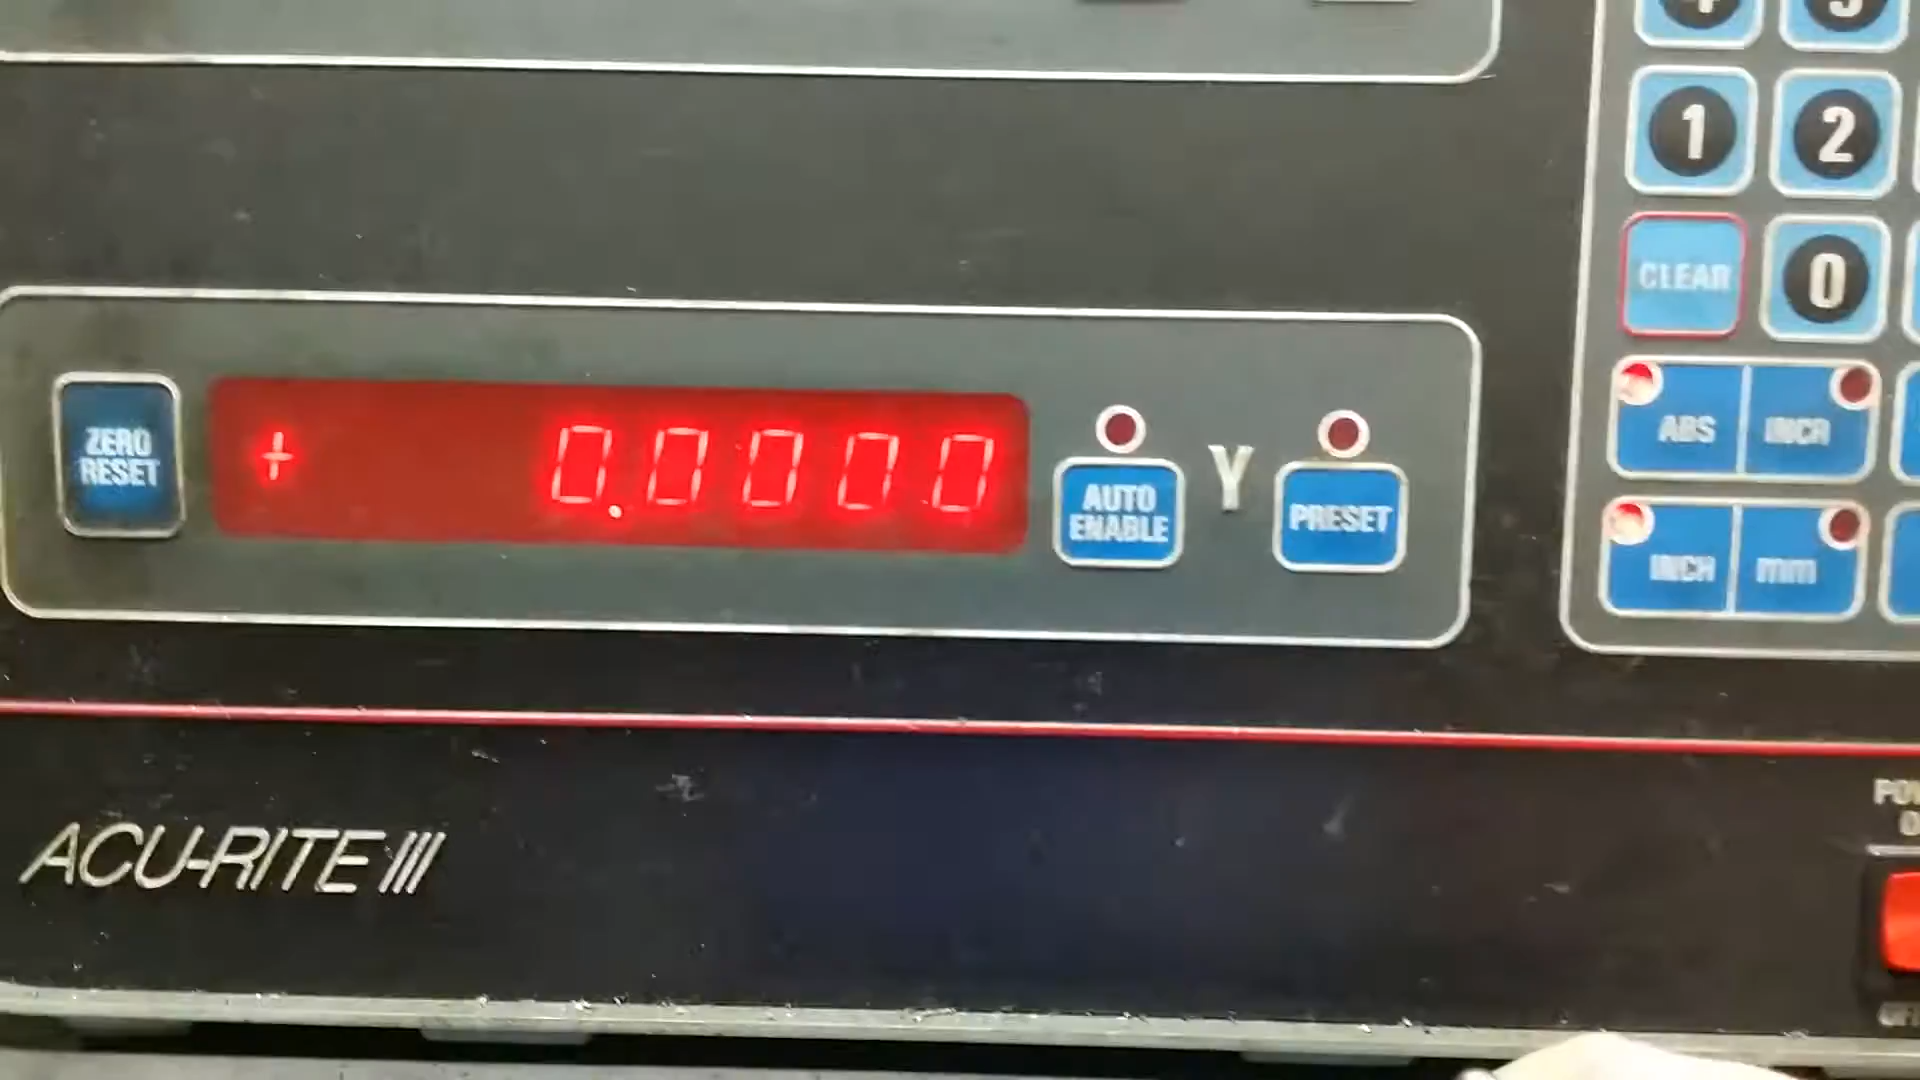 1 2
CLEAR 0
ZERO
RESET
+ 0.0000
AUTO
ENABLE
Y
PRESET
ABS INCR
INCH mm
ACU-RITE III